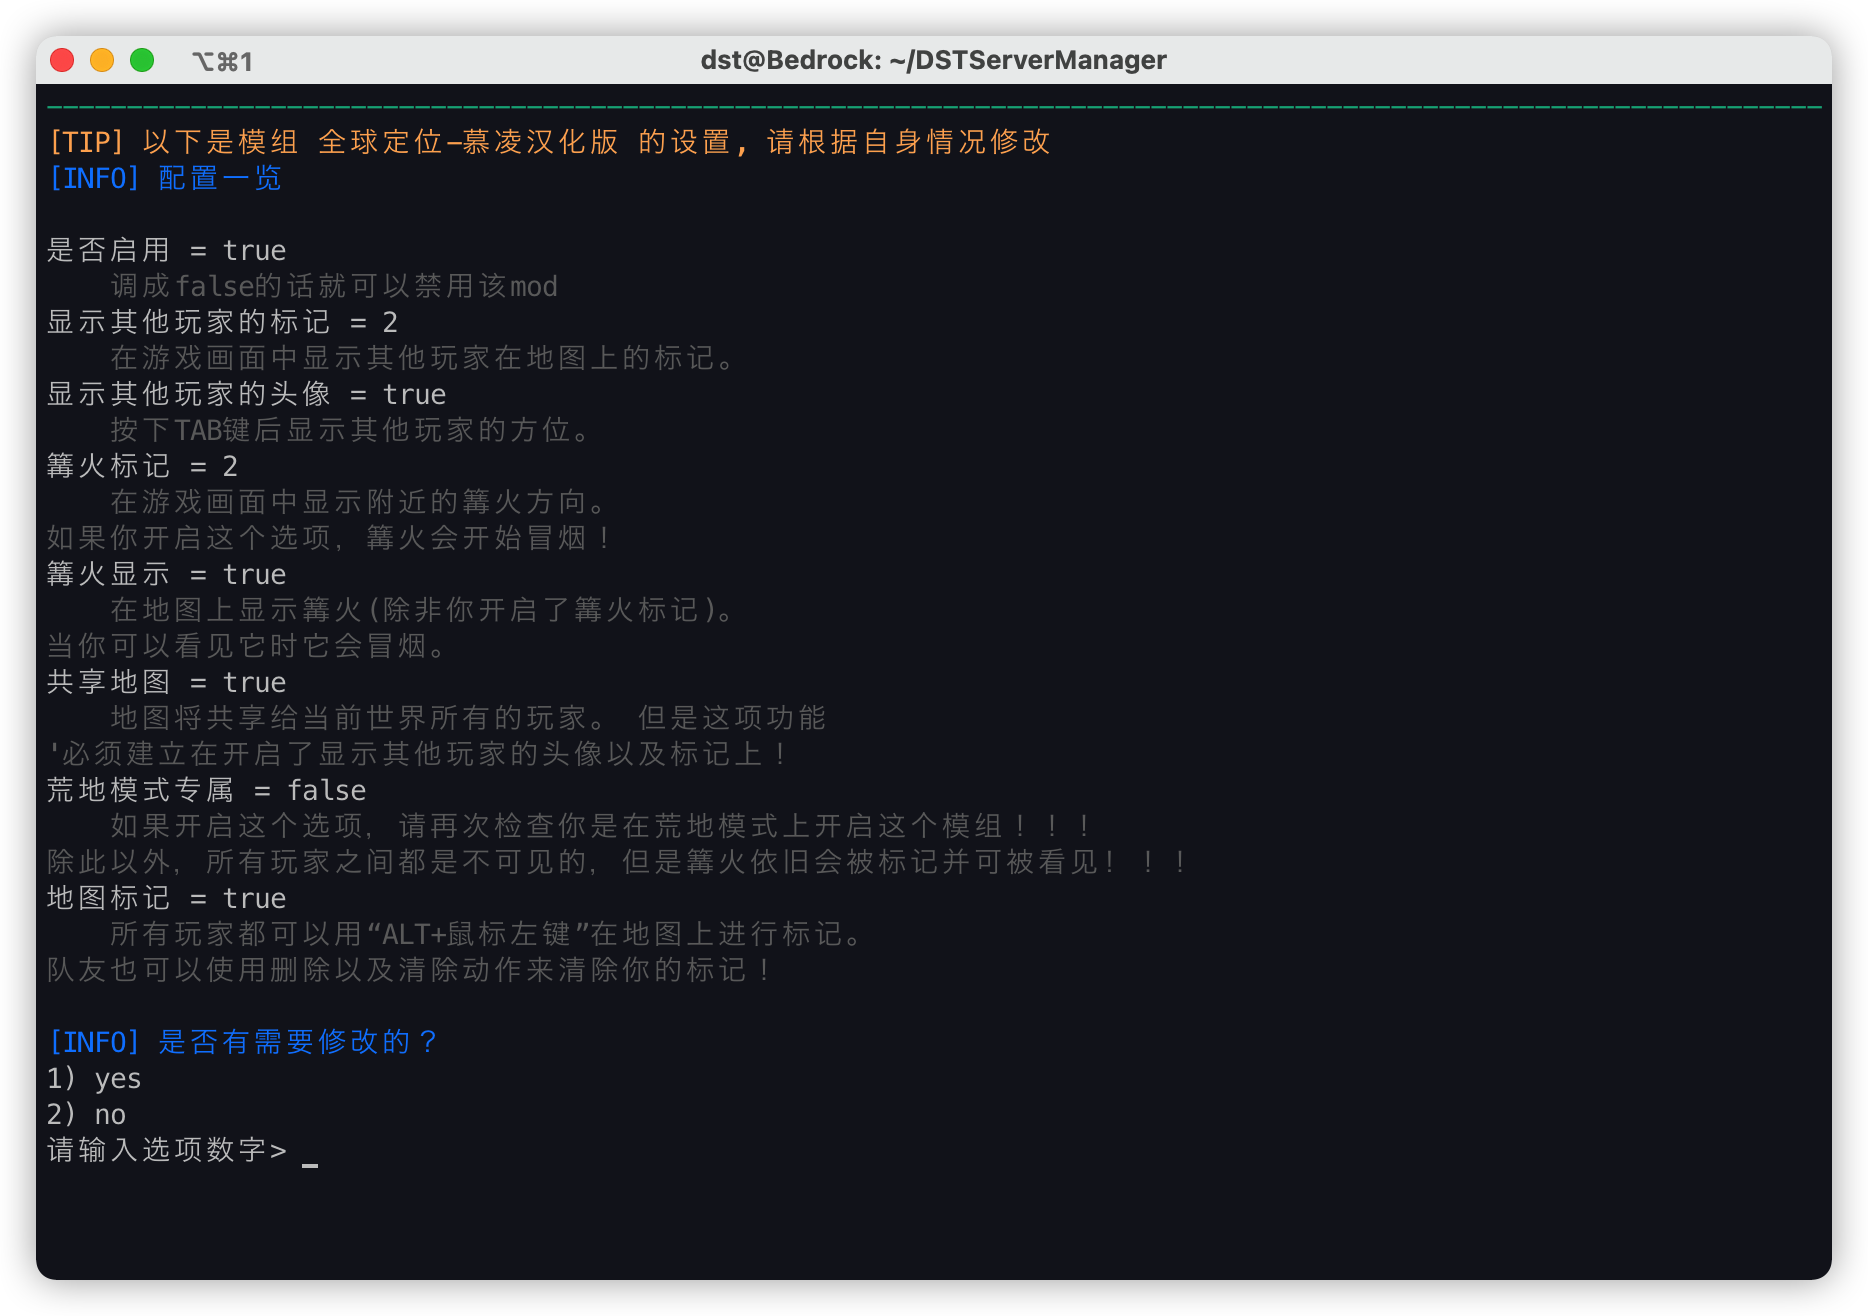 ⌥⌘1
dst@Bedrock: ~/DSTServerManager
[TIP] 以下是模组 全球定位-慕凌汉化版 的设置, 请根据自身情况修改
[INFO] 配置一览
是否启用 = true
调成false的话就可以禁用该mod
显示其他玩家的标记 = 2
在游戏画面中显示其他玩家在地图上的标记。
显示其他玩家的头像 = true
按下TAB键后显示其他玩家的方位。
篝火标记 = 2
在游戏画面中显示附近的篝火方向。
如果你开启这个选项, 篝火会开始冒烟！
篝火显示 = true
在地图上显示篝火(除非你开启了篝火标记)。
当你可以看见它时它会冒烟。
共享地图 = true
地图将共享给当前世界所有的玩家。 但是这项功能
'必须建立在开启了显示其他玩家的头像以及标记上！
荒地模式专属 = false
如果开启这个选项, 请再次检查你是在荒地模式上开启这个模组！！！
除此以外, 所有玩家之间都是不可见的, 但是篝火依旧会被标记并可被看见！！！
地图标记 = true
所有玩家都可以用“ALT+鼠标左键”在地图上进行标记。
队友也可以使用删除以及清除动作来清除你的标记！
[INFO] 是否有需要修改的？
1) yes
2) no
请输入选项数字> _